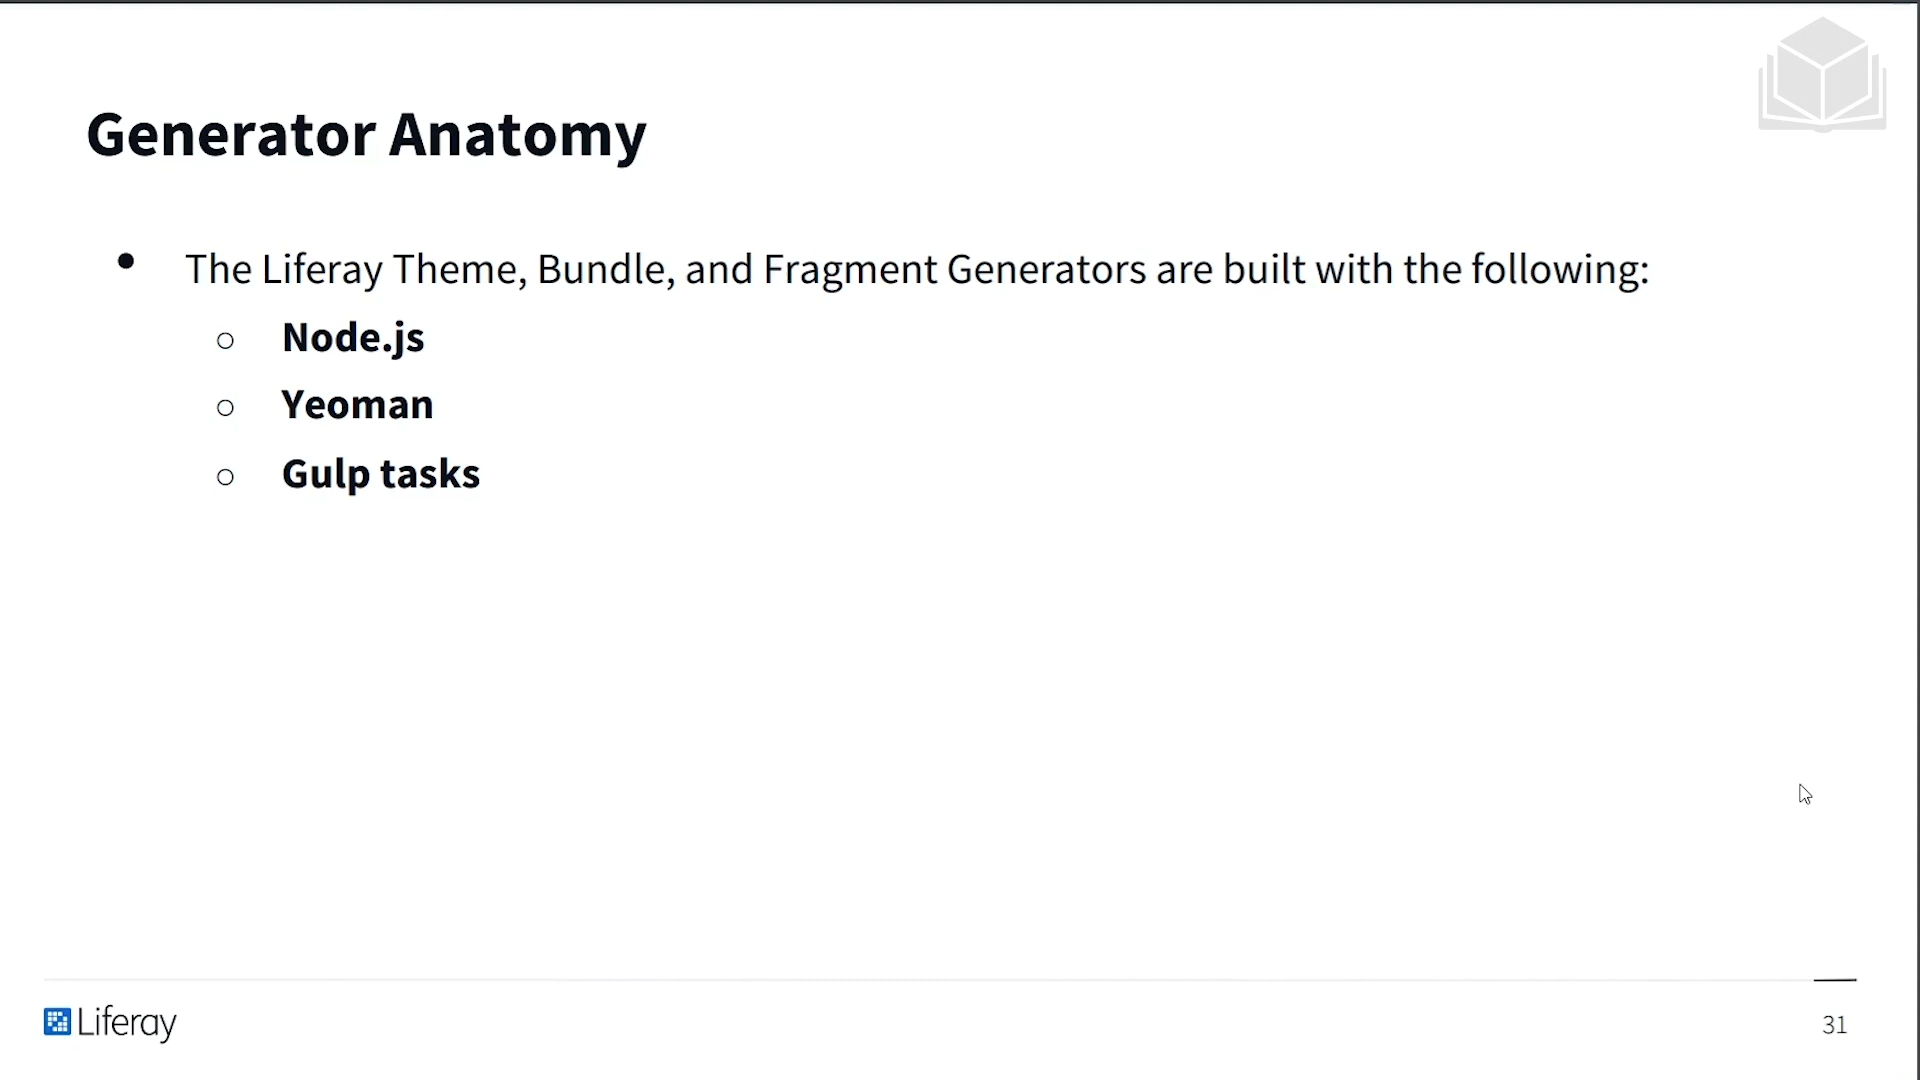 Generator Anatomy
● The Liferay Theme, Bundle, and Fragment Generators are built with the following:
○ Node.js
○ Yeoman
○ Gulp tasks
Liferay
31